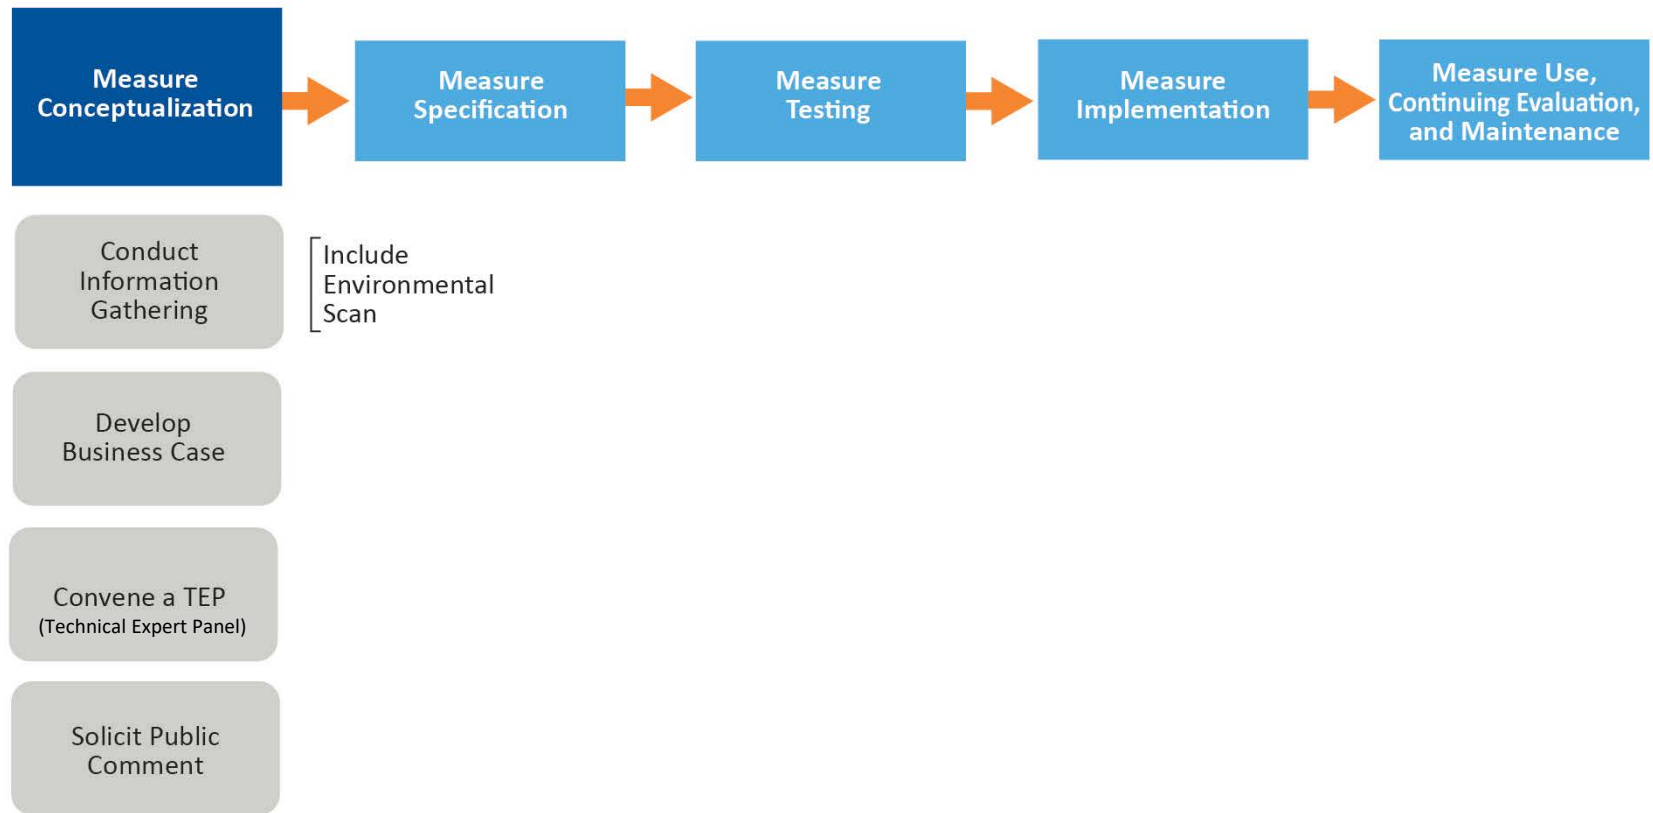 Measure
Conceptualization
Measure
Specification
Measure
Testing
Measure
Implementation
Measure Use,
Continuing Evaluation,
and Maintenance
Conduct
Information
Gathering
Include
Environmental
Scan
Develop
Business Case
Convene a TEP
(Technical Expert Panel)
Solicit Public
Comment